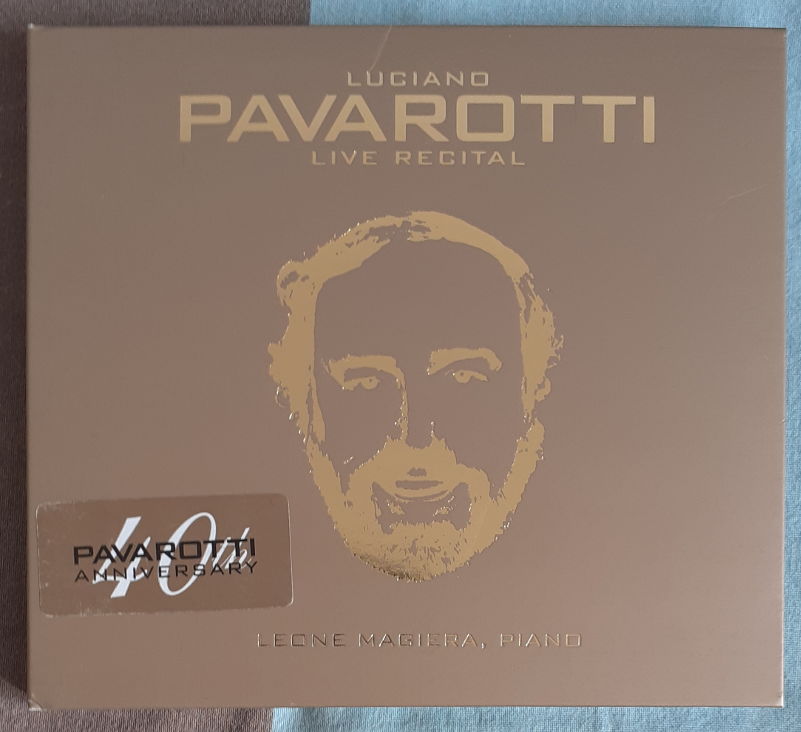 LUCIANO
PAVAROTTI
LIVE RECITAL
40th
PAVAROTTI
ANNIVERSARY
LEONE MAGIERA, PIANO